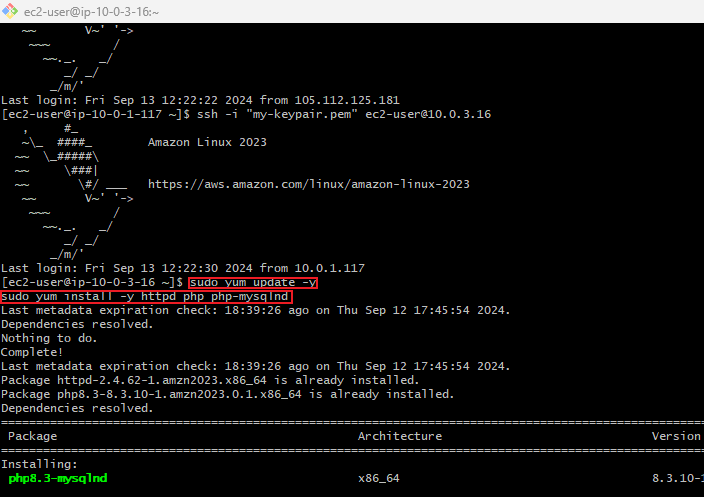 ec2-user@ip-10-0-3-16:~
~~       V~' '->
~~~         /
~~._.   _/
_/ _/
_/m/'
Last login: Fri Sep 13 12:22:22 2024 from 105.112.125.181
[ec2-user@ip-10-0-1-117 ~]$ ssh -i "my-keypair.pem" ec2-user@10.0.3.16
,     #_
~\_  ####_        Amazon Linux 2023
~~  \_#####\
~~     \###|
~~       \#/ ___   https://aws.amazon.com/linux/amazon-linux-2023
~~       V~' '->
~~~         /
~~._.   _/
_/ _/
_/m/'
Last login: Fri Sep 13 12:22:30 2024 from 10.0.1.117
[ec2-user@ip-10-0-3-16 ~]$ sudo yum update -y
sudo yum install -y httpd php php-mysqlnd
Last metadata expiration check: 18:39:26 ago on Thu Sep 12 17:45:54 2024.
Dependencies resolved.
Nothing to do.
Complete!
Last metadata expiration check: 18:39:26 ago on Thu Sep 12 17:45:54 2024.
Package httpd-2.4.62-1.amzn2023.x86_64 is already installed.
Package php8.3-8.3.10-1.amzn2023.0.1.x86_64 is already installed.
Dependencies resolved.
Package Architecture Version
Installing:
php8.3-mysqlnd x86_64 8.3.10-1